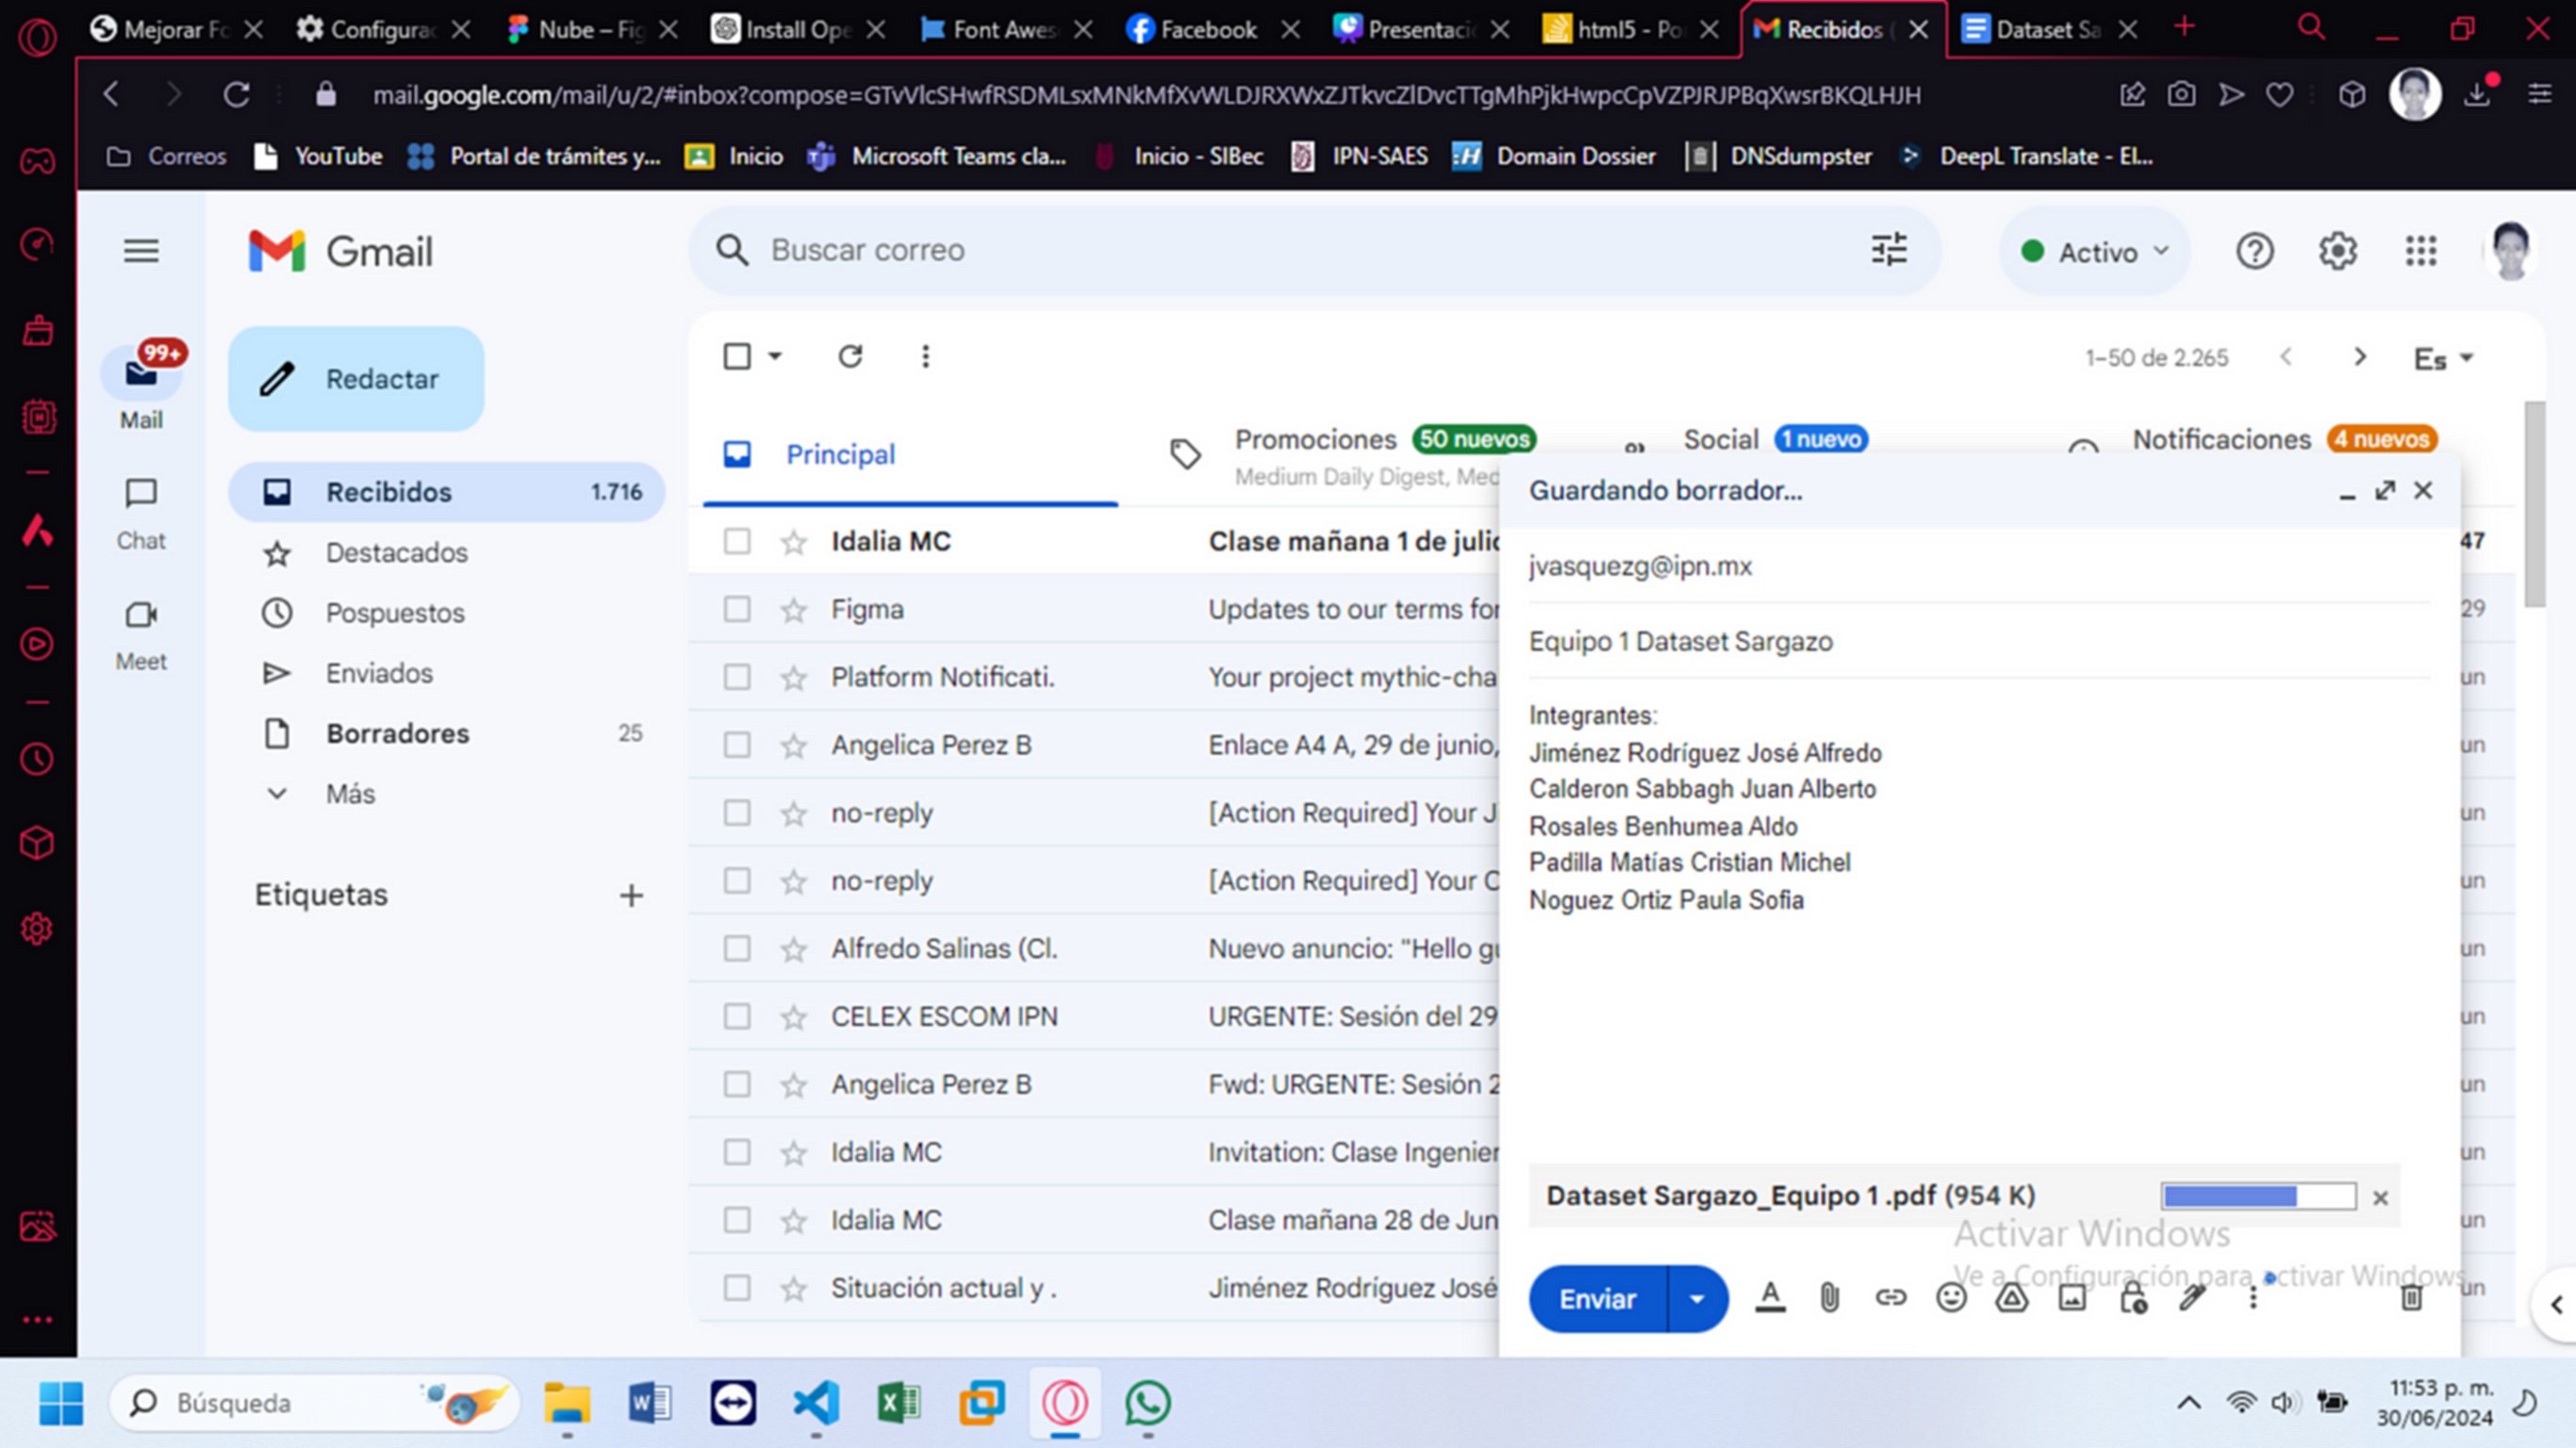 Mejorar Fo
Configurac
Nube – Fig
Install Ope
Font Awes
Facebook
Presentaci
html5 - Po
Recibidos (
Dataset Sa
mail.google.com/mail/u/2/#inbox?compose=GTvVlcSHwfRSDMLsxMNkMfXvWLDJRXWxZJTkvcZlDvcTTgMhPjkHwpcCpVZPJRJPBqXwsrBKQLHJH
Correos
YouTube
Portal de trámites y...
Inicio
Microsoft Teams cla...
Inicio - SIBec
IPN-SAES
Domain Dossier
DNSdumpster
DeepL Translate - El...
Gmail
Buscar correo
Activo
99+
Mail
Chat
Meet
Redactar
Recibidos 1.716
Destacados
Pospuestos
Enviados
Borradores 25
Más
Etiquetas
1–50 de 2.265
Es
Principal
Promociones 50 nuevos
Medium Daily Digest, Med
Social 1 nuevo
Notificaciones 4 nuevos
Idalia MC Clase mañana 1 de julio 47
Figma Updates to our terms for 29
Platform Notificati. Your project mythic-cha un
Angelica Perez B Enlace A4 A, 29 de junio, un
no-reply [Action Required] Your J un
no-reply [Action Required] Your C un
Alfredo Salinas (Cl. Nuevo anuncio: "Hello gu un
CELEX ESCOM IPN URGENTE: Sesión del 29 un
Angelica Perez B Fwd: URGENTE: Sesión 2 un
Idalia MC Invitation: Clase Ingenier un
Idalia MC Clase mañana 28 de Jun un
Situación actual y . Jiménez Rodríguez José un
Guardando borrador...
jvasquezg@ipn.mx
Equipo 1 Dataset Sargazo
Integrantes:
Jiménez Rodríguez José Alfredo
Calderon Sabbagh Juan Alberto
Rosales Benhumea Aldo
Padilla Matías Cristian Michel
Noguez Ortiz Paula Sofia
Dataset Sargazo_Equipo 1 .pdf (954 K)
Activar Windows
Ve a Configuración para activar Windows
Enviar
Búsqueda
11:53 p. m.
30/06/2024